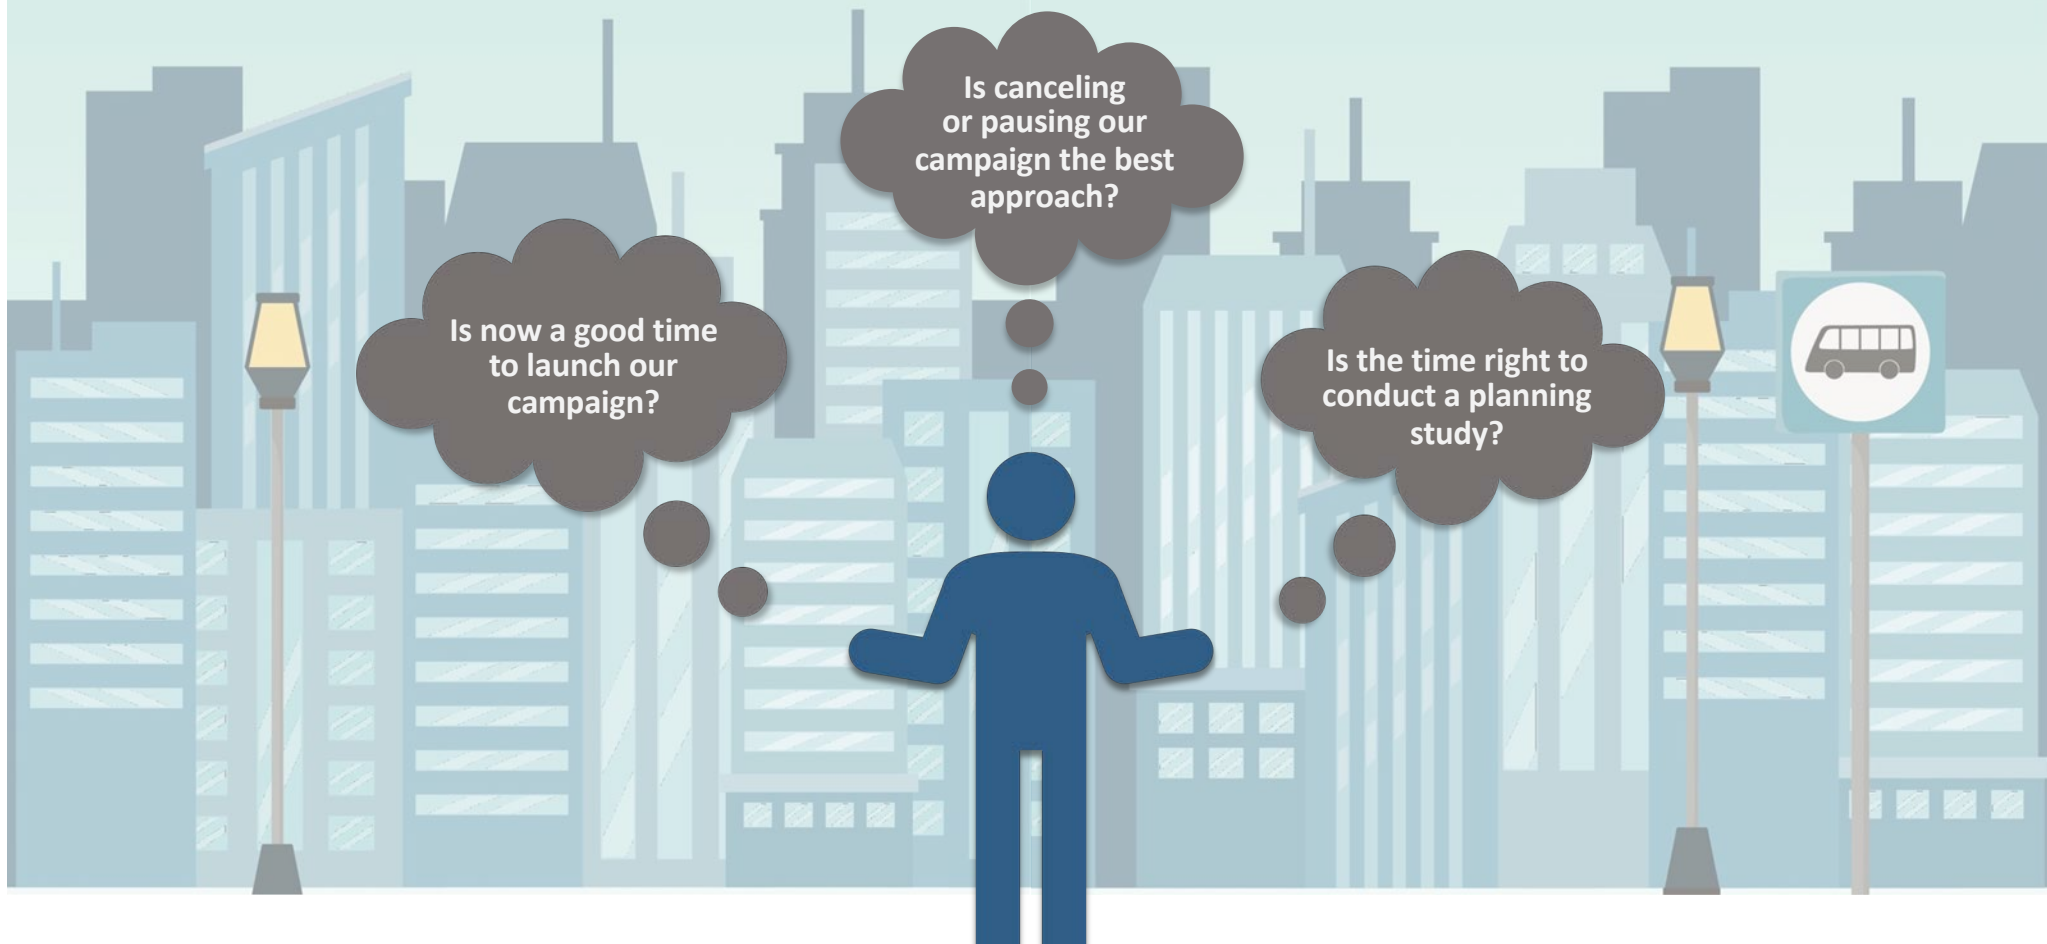 Is canceling
or pausing our
campaign the best
approach?
Is now a good time
to launch our
campaign?
Is the time right to
conduct a planning
study?